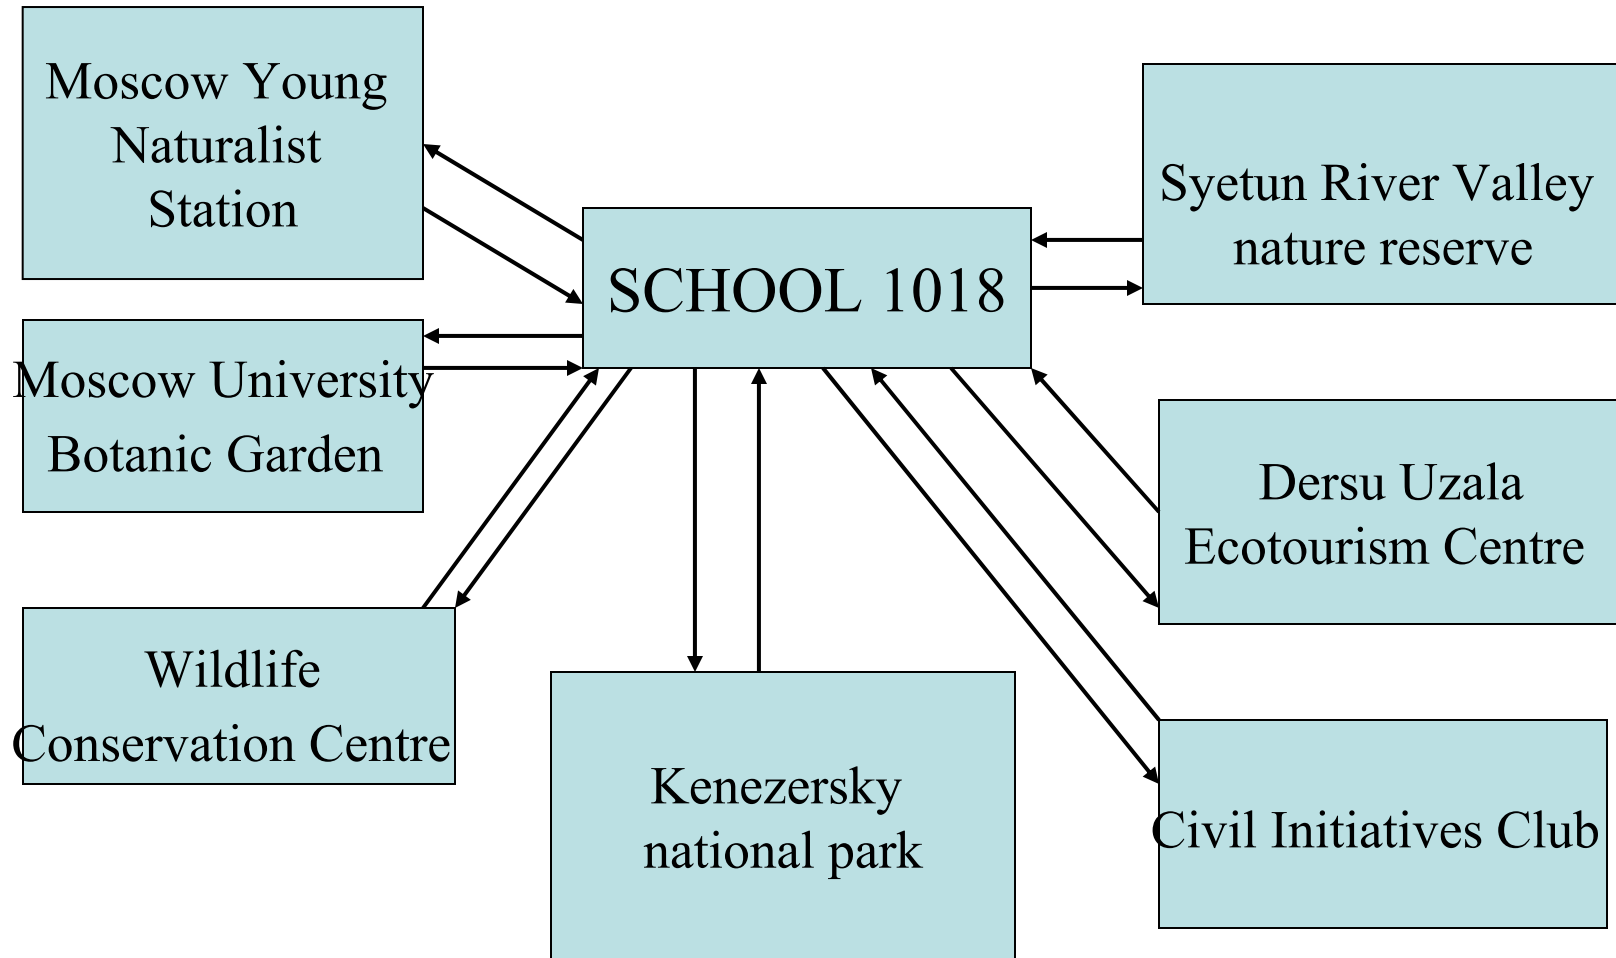 Moscow Young
Naturalist
Station
Syetun River Valley
nature reserve
SCHOOL 1018
Moscow University
Botanic Garden
Dersu Uzala
Ecotourism Centre
Wildlife
Conservation Centre
Kenezersky
national park
Civil Initiatives Club